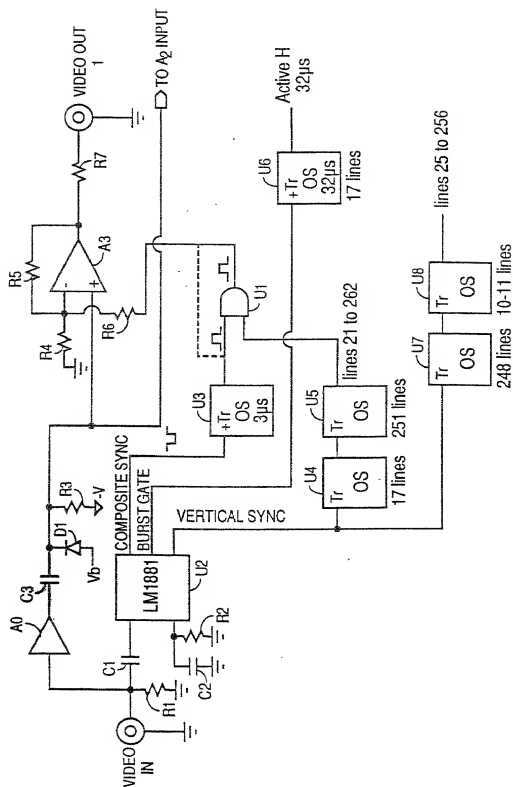 VIDEO
IN
R1
C1
C2
R2
A0
C3
D1
Vb
R3
-V
LM1881
U2
COMPOSITE SYNC
BURST GATE
VERTICAL SYNC
R4
R5
-
+
A3
R6
R7
VIDEO OUT
1
TO A2 INPUT
+Tr
OS
3µs
U3
U1
Tr
OS
U4
17 lines
Tr
OS
U5
251 lines
lines 21 to 262
+Tr
OS
32µs
U6
17 lines
Active H
32µs
Tr
OS
U7
248 lines
Tr
OS
U8
10-11 lines
lines 25 to 256